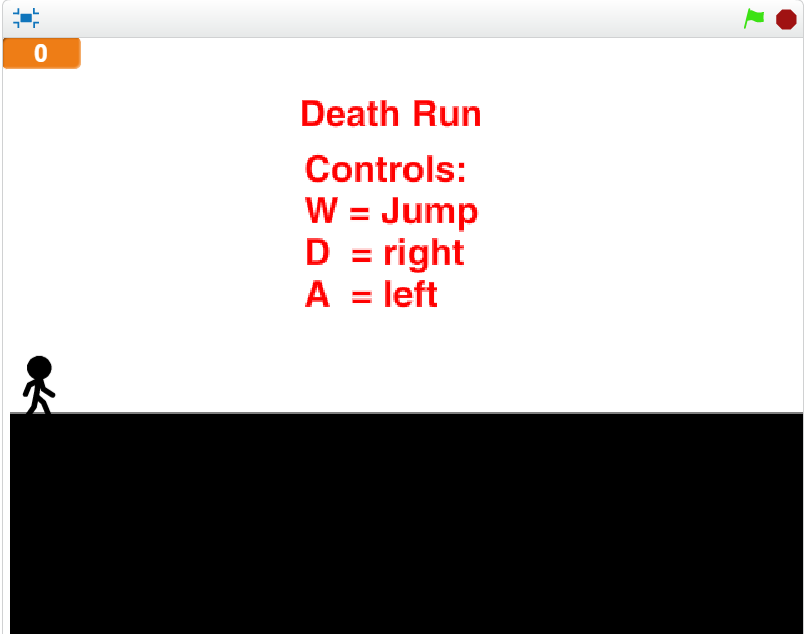 0
Death Run
Controls:
W = Jump
D = right
A = left